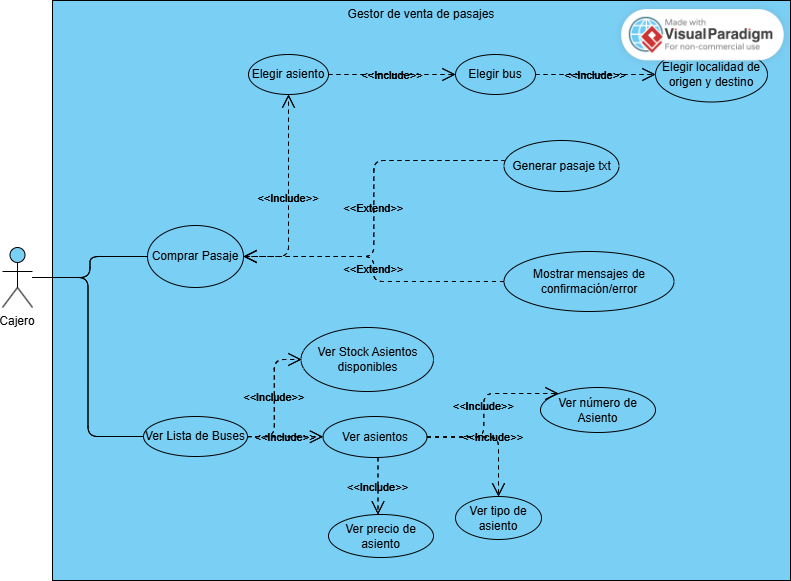 Gestor de venta de pasajes
Made with
VisualParadigm
For non-commercial use
Elegir asiento
<<Include>>
Elegir bus
<<Include>>
Elegir localidad de
origen y destino
Generar pasaje txt
<<Include>>
<<Extend>>
Comprar Pasaje
<<Extend>>
Mostrar mensajes de
confirmación/error
Cajero
Ver Stock Asientos
disponibles
<<Include>>
Ver Lista de Buses
<<Include>>
Ver asientos
<<Include>>
Ver número de
Asiento
<<Include>>
<<Include>>
Ver precio de
asiento
Ver tipo de
asiento